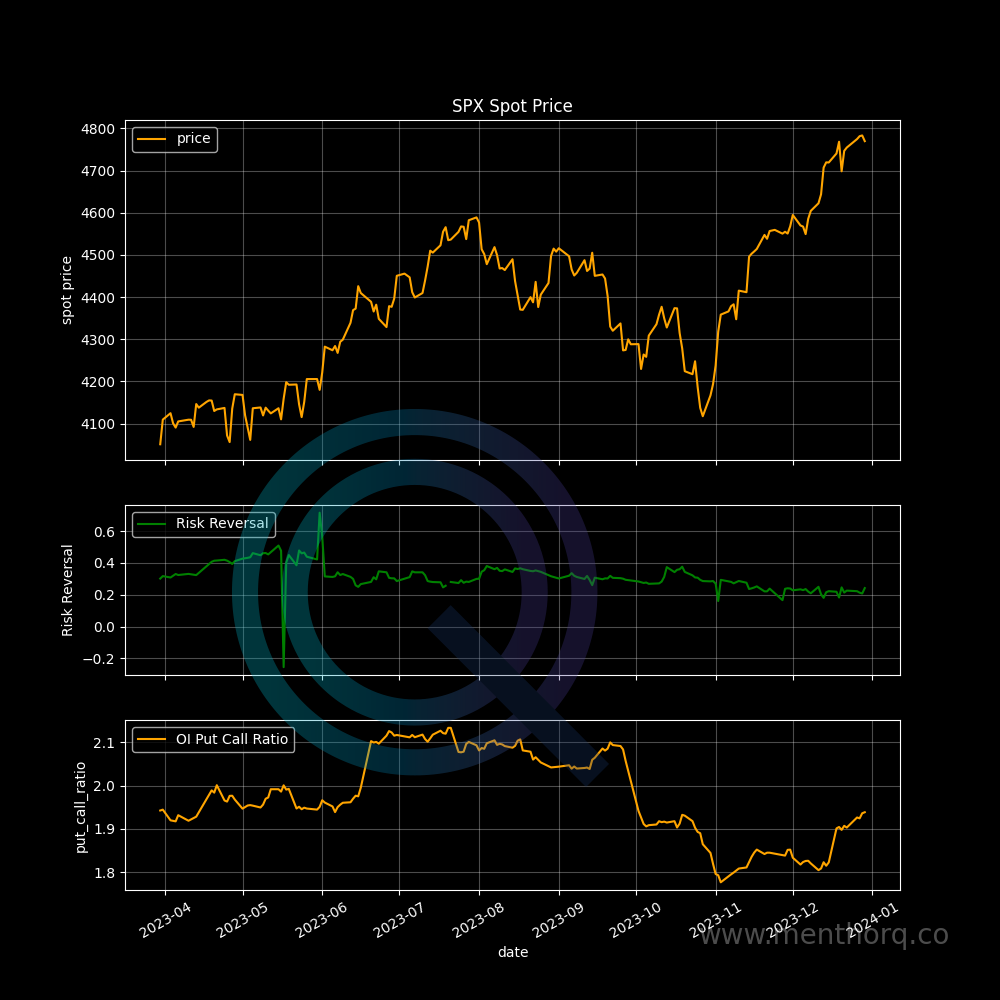 SPX Spot Price
price
4800
4700
4600
4500
4400
4300
4200
4100
spot price
Risk Reversal
0.6
0.4
0.2
0.0
−0.2
Risk Reversal
OI Put Call Ratio
2.1
2.0
1.9
1.8
put_call_ratio
2023-04 2023-05 2023-06 2023-07 2023-08 2023-09 2023-10 2023-11 2023-12 2024-01
www.menthorq.co
date